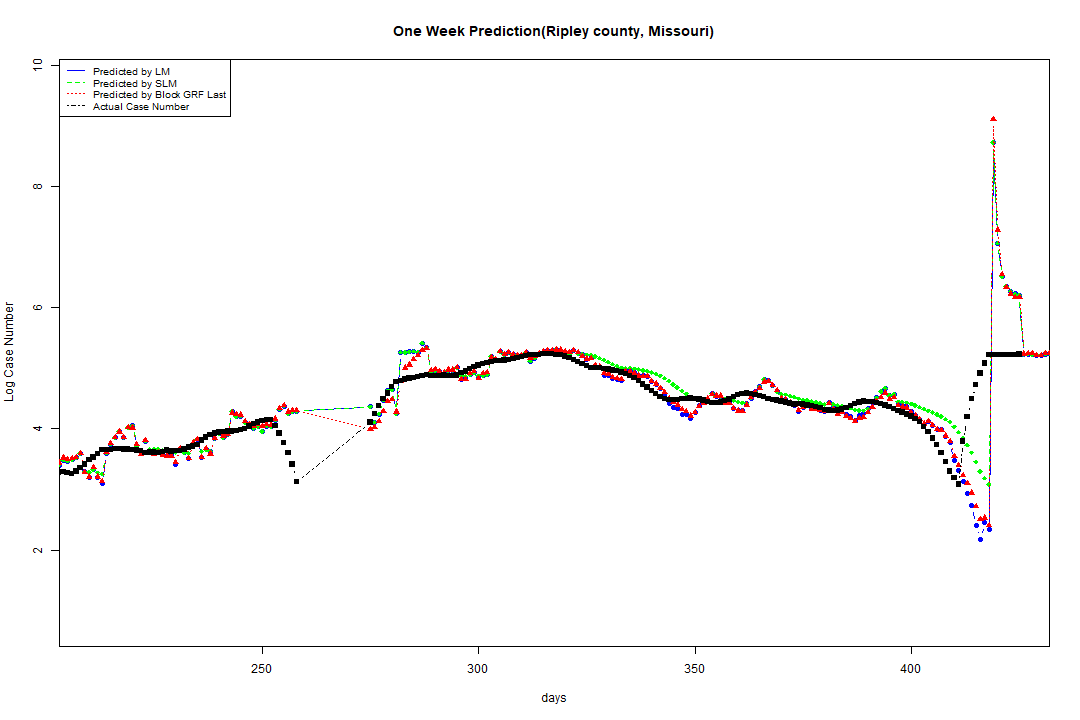 One Week Prediction(Ripley county, Missouri)
Predicted by LM
Predicted by SLM
Predicted by Block GRF Last
Actual Case Number
10
8
6
4
2
Log Case Number
250
300
350
400
days